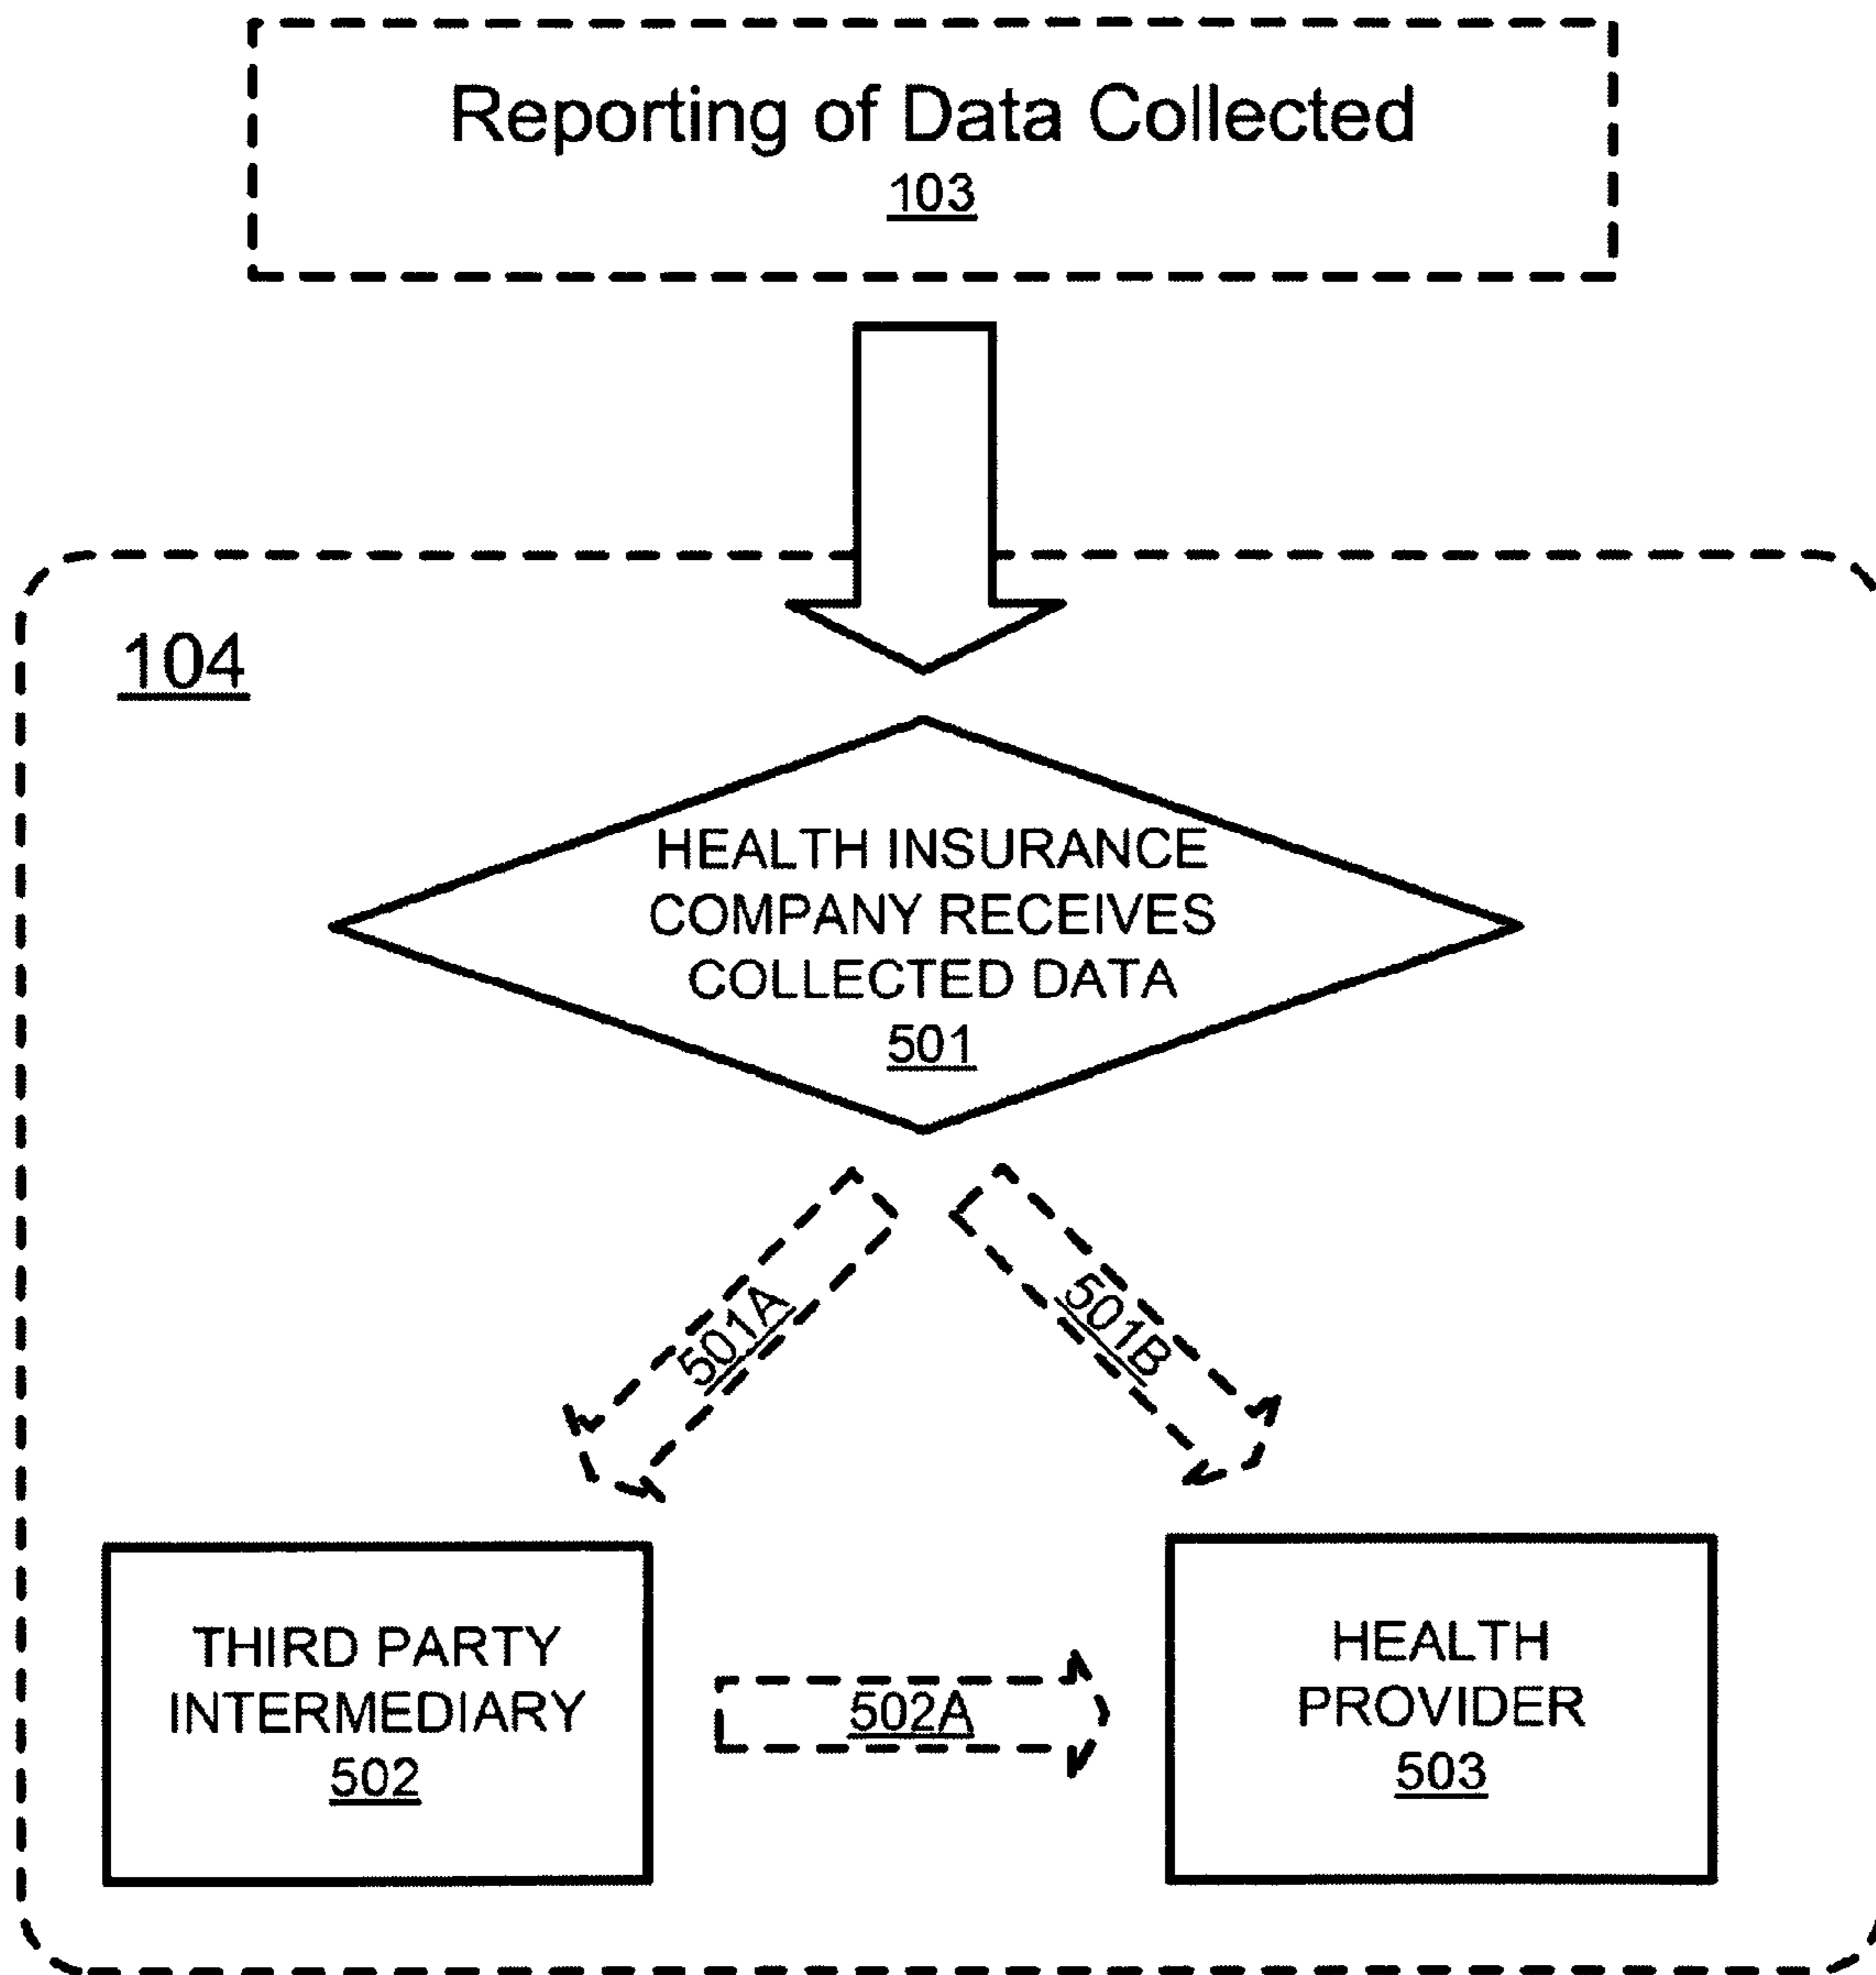 Reporting of Data Collected
103
104
HEALTH INSURANCE
COMPANY RECEIVES
COLLECTED DATA
501
501A
501B
THIRD PARTY
INTERMEDIARY
502
502A
HEALTH
PROVIDER
503